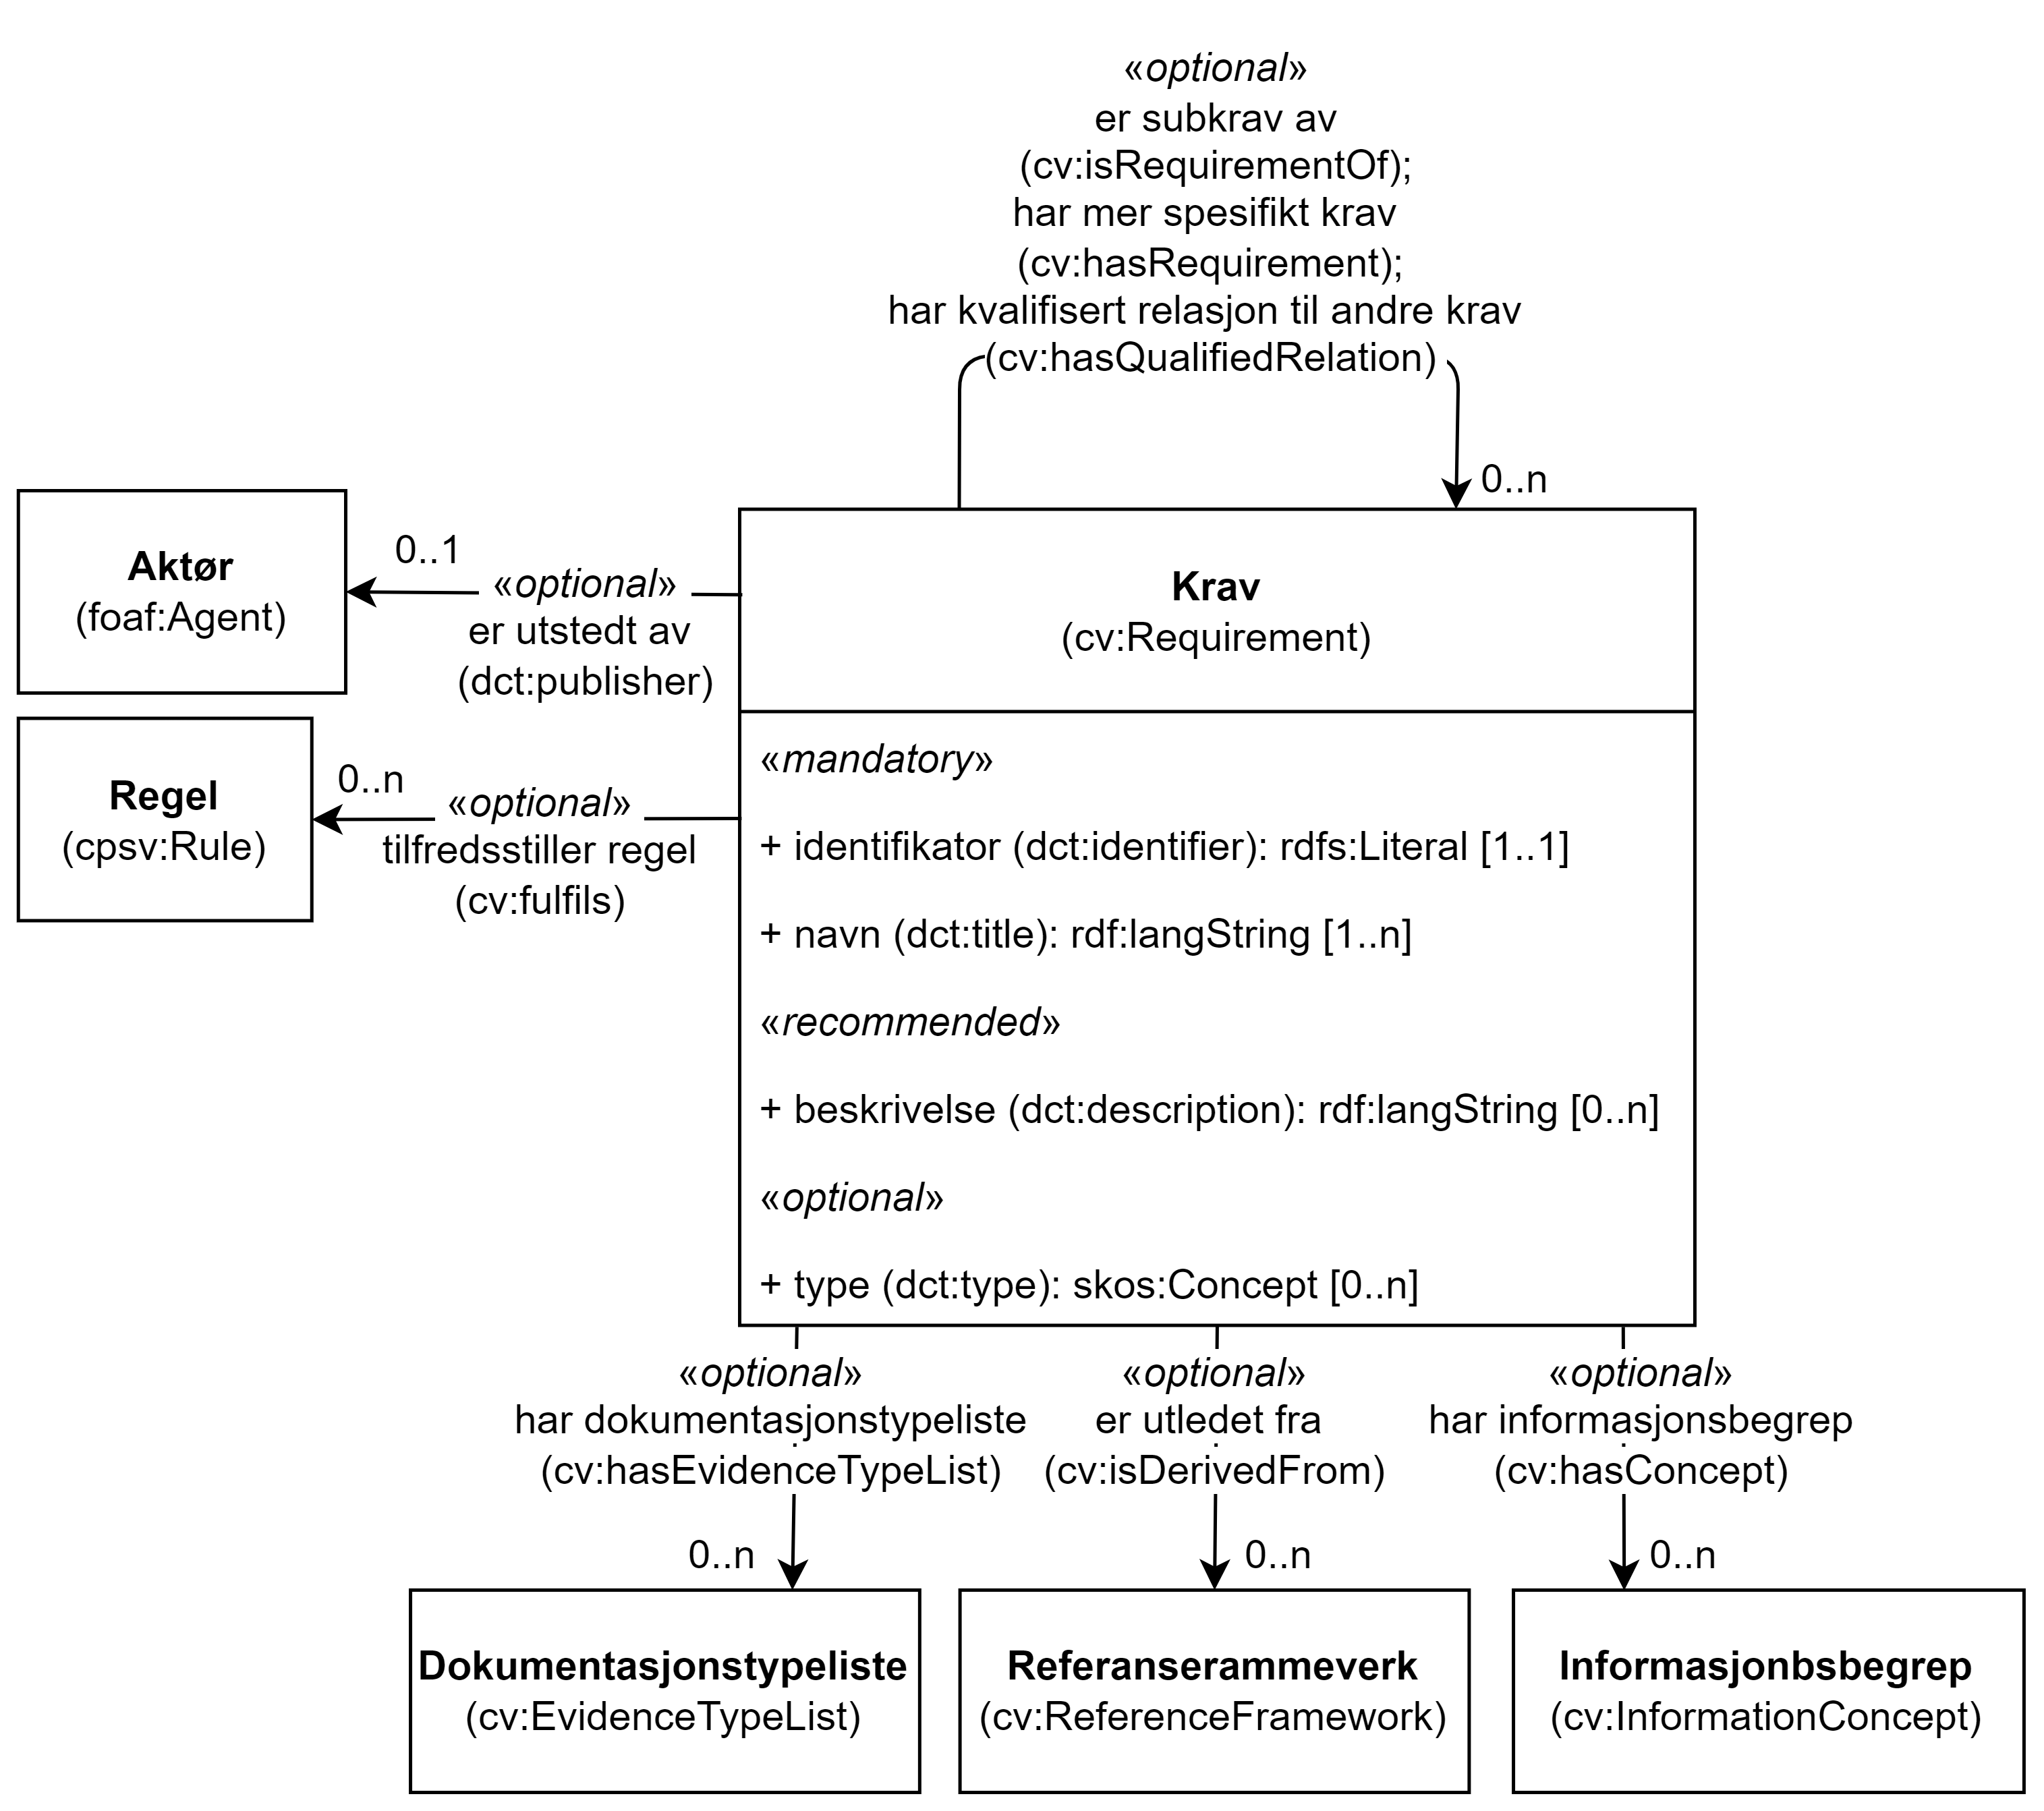 «optional»
er subkrav av
(cv:isRequirementOf);
har mer spesifikt krav
(cv:hasRequirement);
har kvalifisert relasjon til andre krav
(cv:hasQualifiedRelation)
0..n
Aktør
(foaf:Agent)
0..1
«optional»
er utstedt av
(dct:publisher)
Krav
(cv:Requirement)
Regel
(cpsv:Rule)
0..n
«optional»
tilfredsstiller regel
(cv:fulfils)
«mandatory»
+ identifikator (dct:identifier): rdfs:Literal [1..1]
+ navn (dct:title): rdf:langString [1..n]
«recommended»
+ beskrivelse (dct:description): rdf:langString [0..n]
«optional»
+ type (dct:type): skos:Concept [0..n]
«optional»
har dokumentasjonstypeliste
(cv:hasEvidenceTypeList)
0..n
«optional»
er utledet fra
(cv:isDerivedFrom)
0..n
«optional»
har informasjonsbegrep
(cv:hasConcept)
0..n
Dokumentasjonstypeliste
(cv:EvidenceTypeList)
Referanserammeverk
(cv:ReferenceFramework)
Informasjonbsbegrep
(cv:InformationConcept)